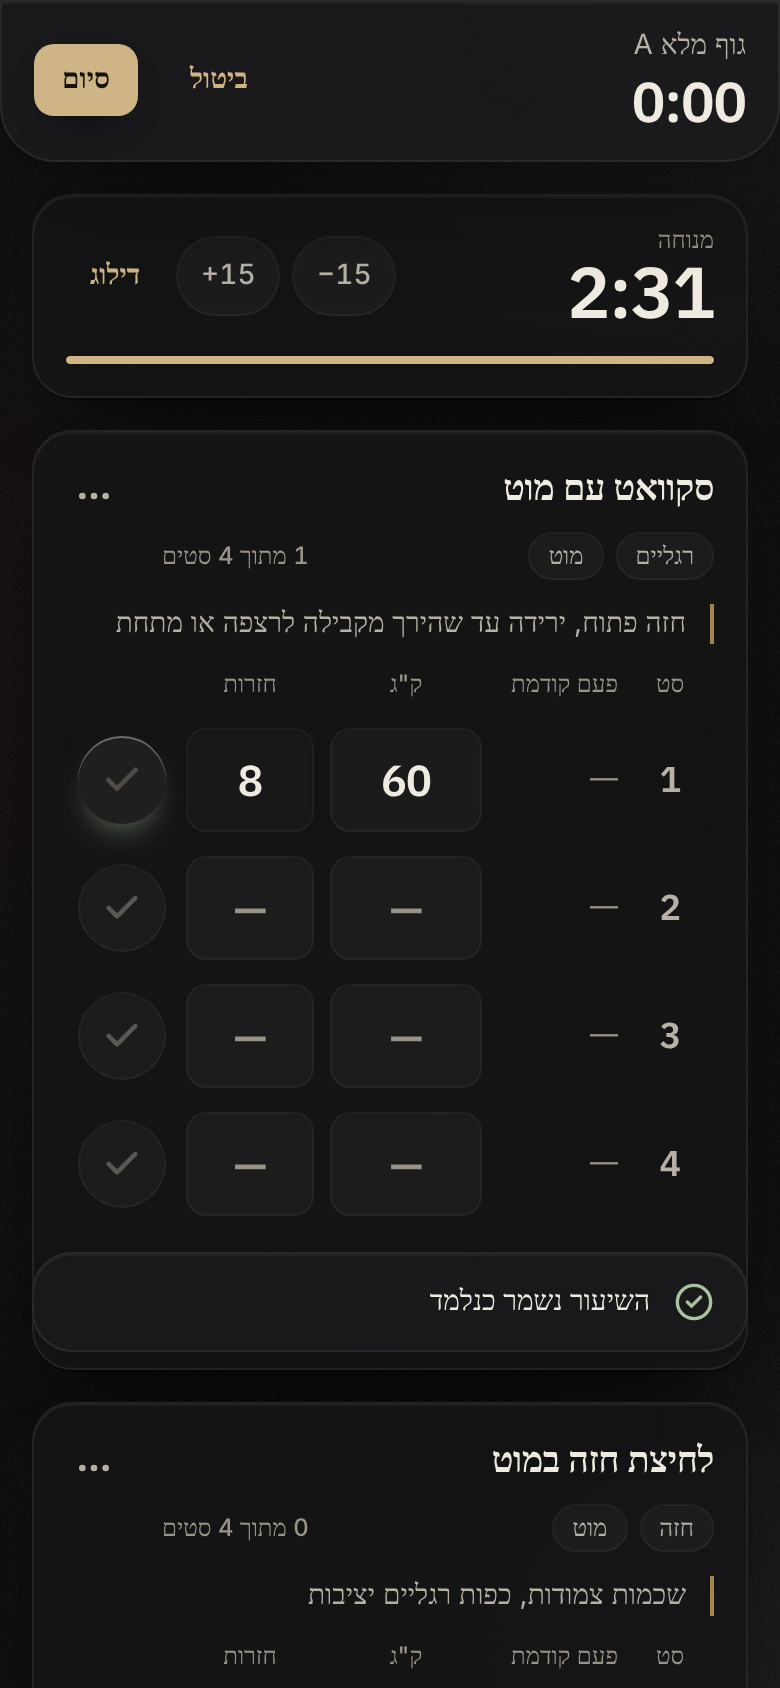 גוף מלא A
0:00
ביטול
סיום
מנוחה
2:31
−15
+15
דילוג
סקוואט עם מוט
...
רגליים מוט 1 מתוך 4 סטים
חזה פתוח, ירידה עד שהירך מקבילה לרצפה או מתחת
סט פעם קודמת ק"ג חזרות
1 — 60 8
2 — — —
3 — — —
4 — — —
השיעור נשמר כנלמד
לחיצת חזה במוט
...
חזה מוט 0 מתוך 4 סטים
שכמות צמודות, כפות רגליים יציבות
סט פעם קודמת ק"ג חזרות